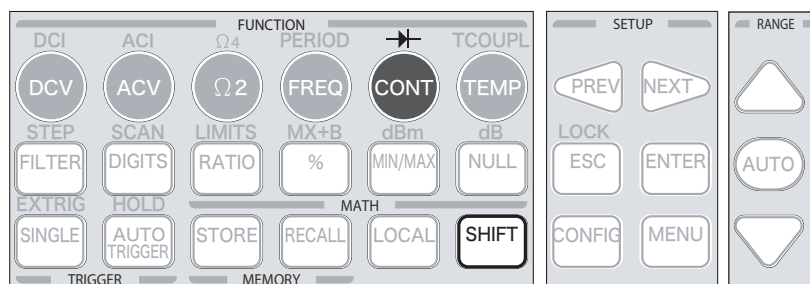 FUNCTION SETUP RANGE
DCI ACI Ω4 PERIOD TCOUPL
DCV ACV Ω2 FREQ CONT TEMP PREV NEXT
STEP SCAN LIMITS MX+B dBm dB LOCK
FILTER DIGITS RATIO % MIN/MAX NULL ESC ENTER AUTO
EXTRIG HOLD MATH
SINGLE AUTO TRIGGER STORE RECALL LOCAL SHIFT CONFIG MENU
TRIGGER MEMORY